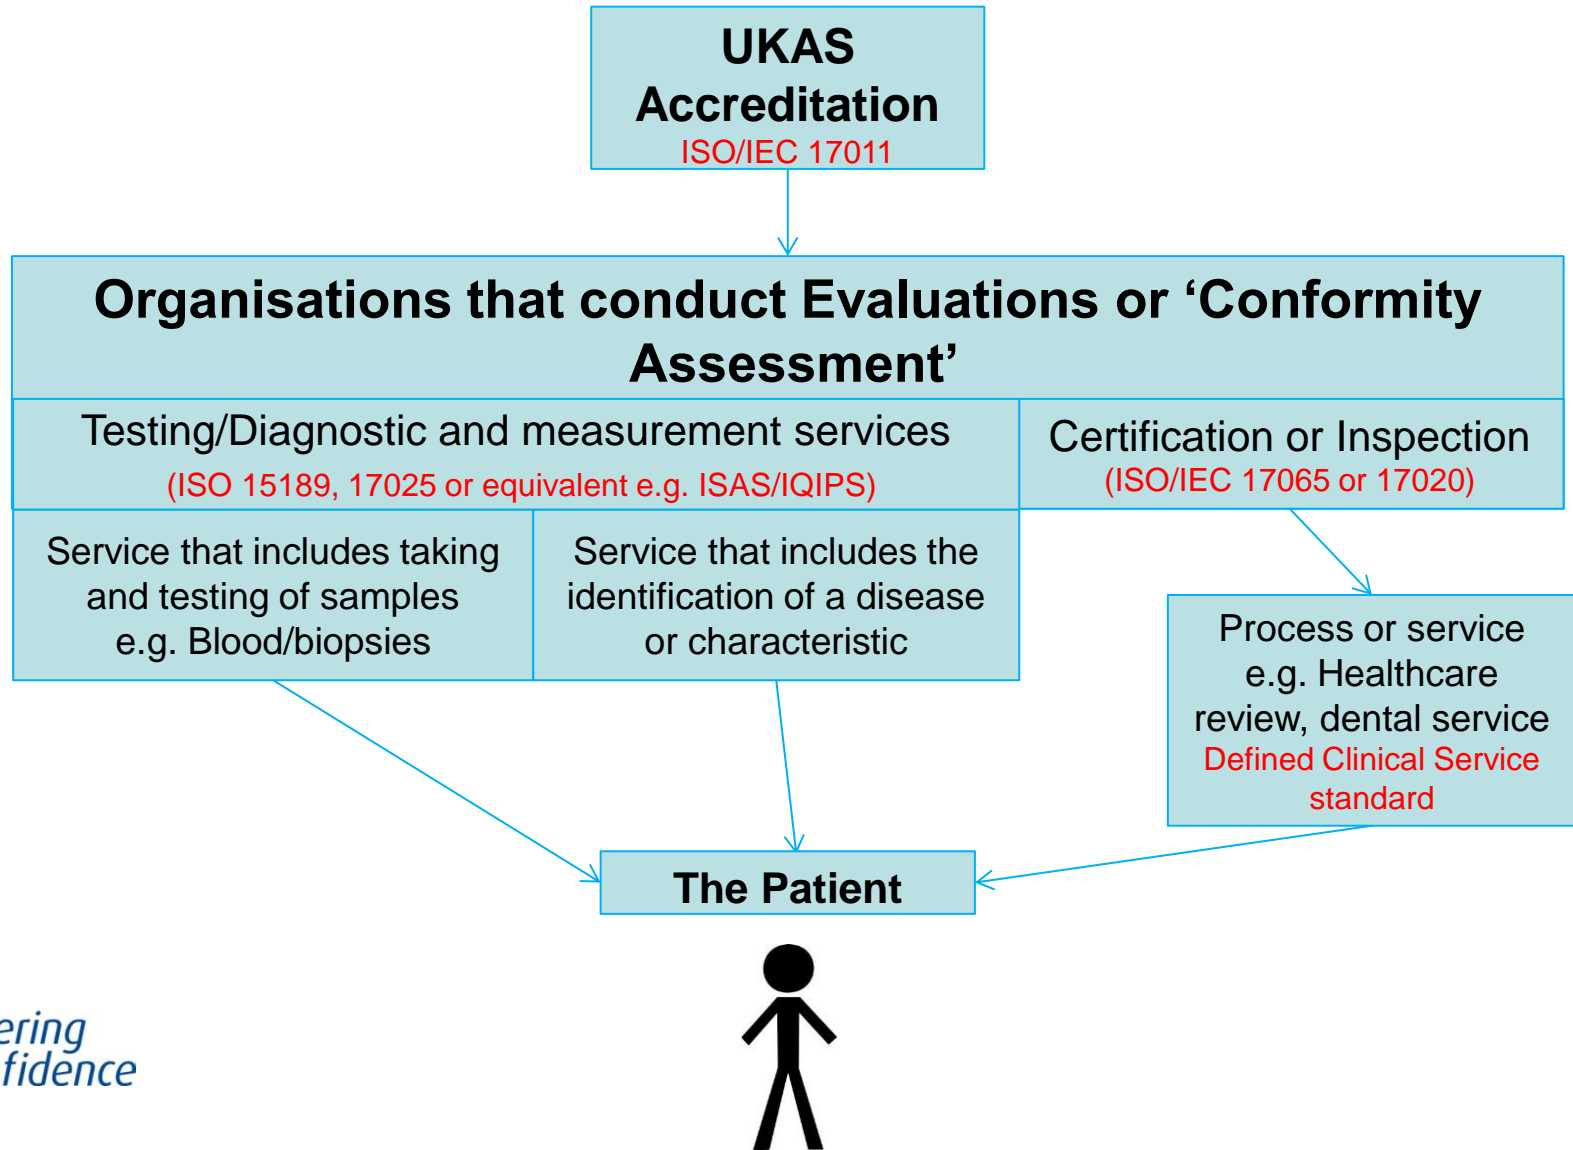 UKAS
Accreditation
ISO/IEC 17011
Organisations that conduct Evaluations or ‘Conformity
Assessment’
Testing/Diagnostic and measurement services
(ISO 15189, 17025 or equivalent e.g. ISAS/IQIPS)
Certification or Inspection
(ISO/IEC 17065 or 17020)
Service that includes taking
and testing of samples
e.g. Blood/biopsies
Service that includes the
identification of a disease
or characteristic
Process or service
e.g. Healthcare
review, dental service
Defined Clinical Service
standard
The Patient
ering
fidence